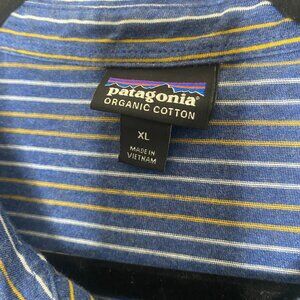 patagonia
ORGANIC COTTON
XL
MADE IN
VIETNAM